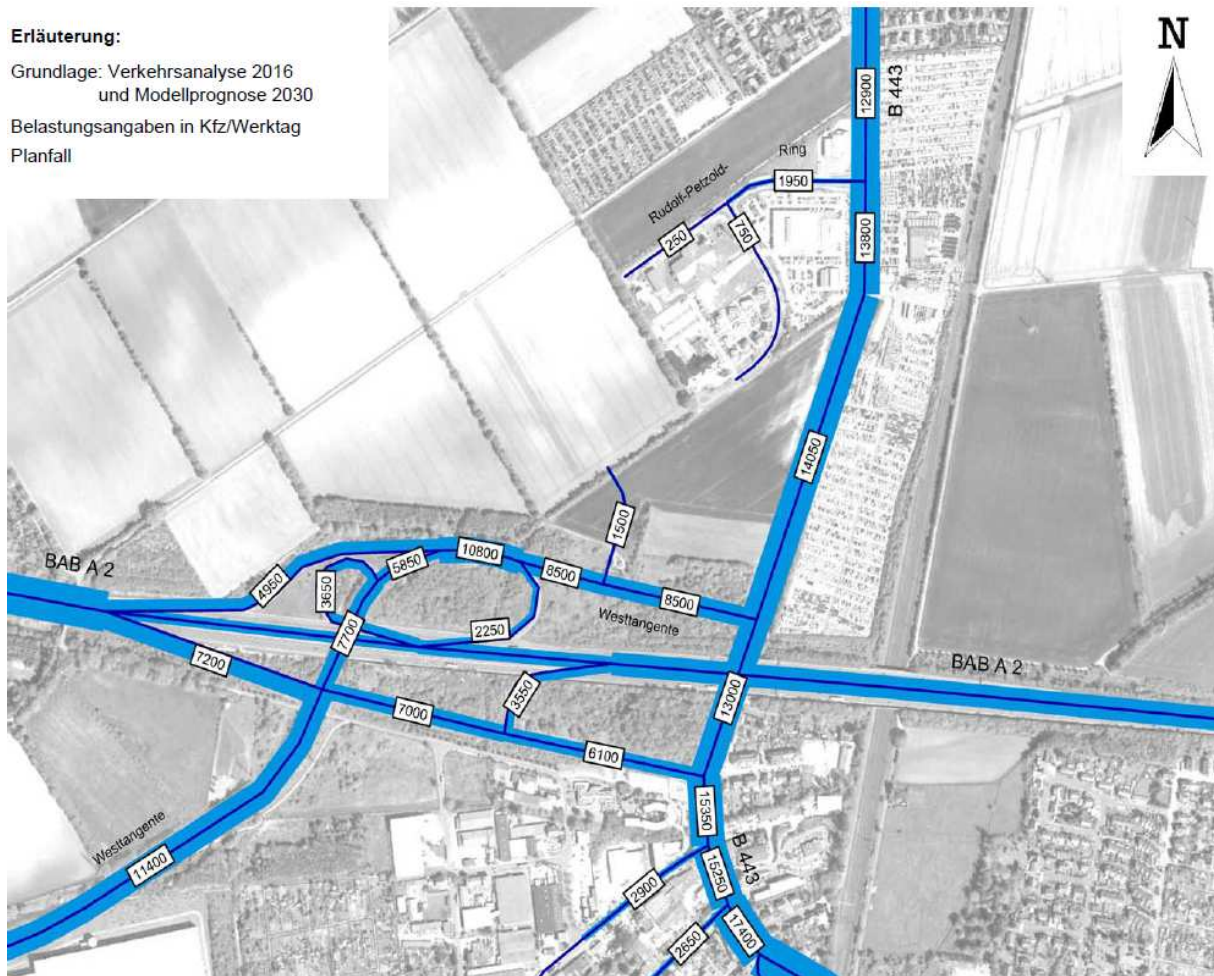 Erläuterung:
Grundlage: Verkehrsanalyse 2016
und Modellprognose 2030
Belastungsangaben in Kfz/Werktag
Planfall
N
12900
B 443
Ring
1950
Rudolf-Petzold-
250
750
13800
14050
1500
BAB A 2
4950
3650
5850
10800
8500
8500
Westtangente
2250
7700
7200
7000
3550
6100
13000
BAB A 2
15350
B 443
15250
Westtangente
11400
2900
2650
17400